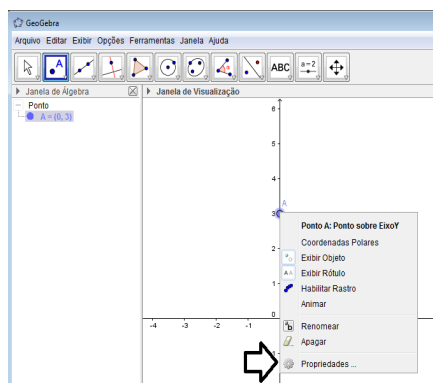 GeoGebra
Arquivo Editar Exibir Opções Ferramentas Janela Ajuda
A ABC a=2
Janela de Álgebra
Janela de Visualização
Ponto
A = (0, 3)
6
5
4
A
3
2
1
0
-4 -3 -2 -1
Ponto A: Ponto sobre EixoY
Coordenadas Polares
Exibir Objeto
AA Exibir Rótulo
Habilitar Rastro
Animar
Renomear
Apagar
Propriedades ...